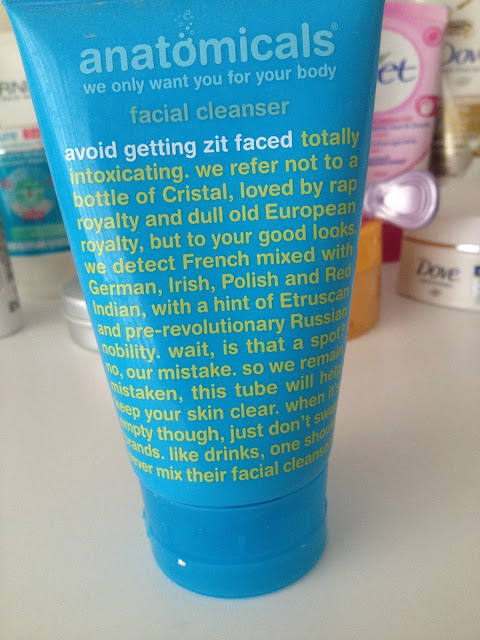 anatomicals®
we only want you for your body
facial cleanser
avoid getting zit faced totally
intoxicating. we refer not to a
bottle of Cristal, loved by rap
royalty and dull old European
royalty, but to your good looks.
we detect French mixed with
German, Irish, Polish and Red
Indian, with a hint of Etruscan
and pre-revolutionary Russian
nobility. wait, is that a spot?
no, our mistake. so we remain
mistaken, this tube will help
keep your skin clear. when it's
empty though, just don't swap
brands. like drinks, one should
never mix their facial cleanser
Dove
Dove